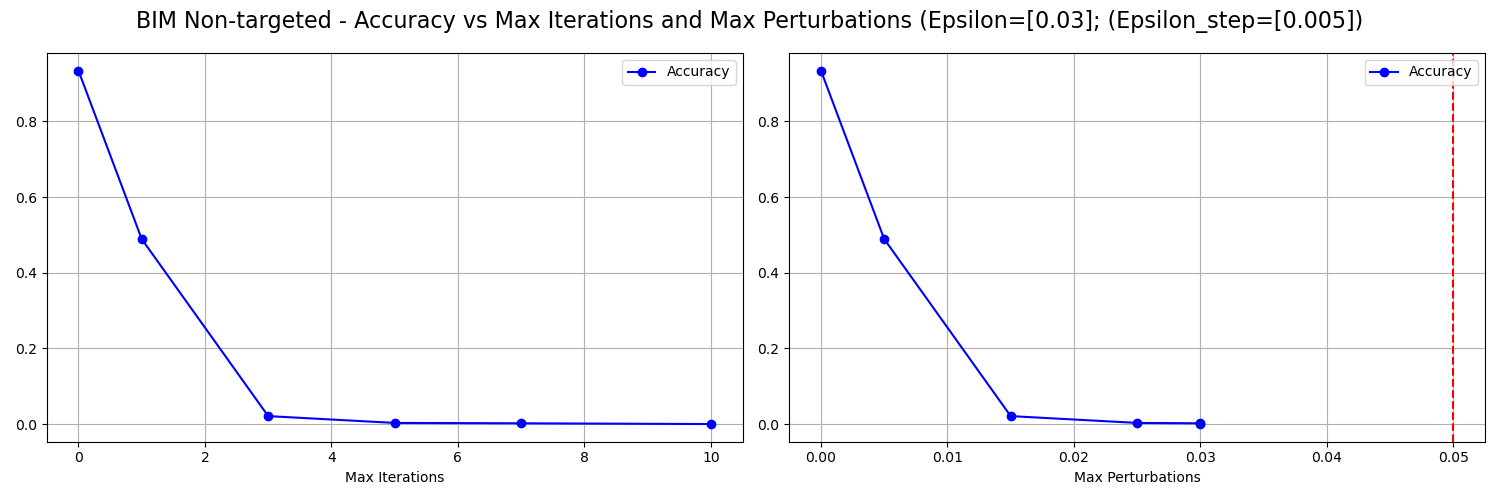 BIM Non-targeted - Accuracy vs Max Iterations and Max Perturbations (Epsilon=[0.03]; (Epsilon_step=[0.005])
Accuracy
0.8
0.6
0.4
0.2
0.0
0 2 4 6 8 10
Max Iterations
Accuracy
0.8
0.6
0.4
0.2
0.0
0.00 0.01 0.02 0.03 0.04 0.05
Max Perturbations